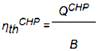 η_th^CHP = Q^CHP / B